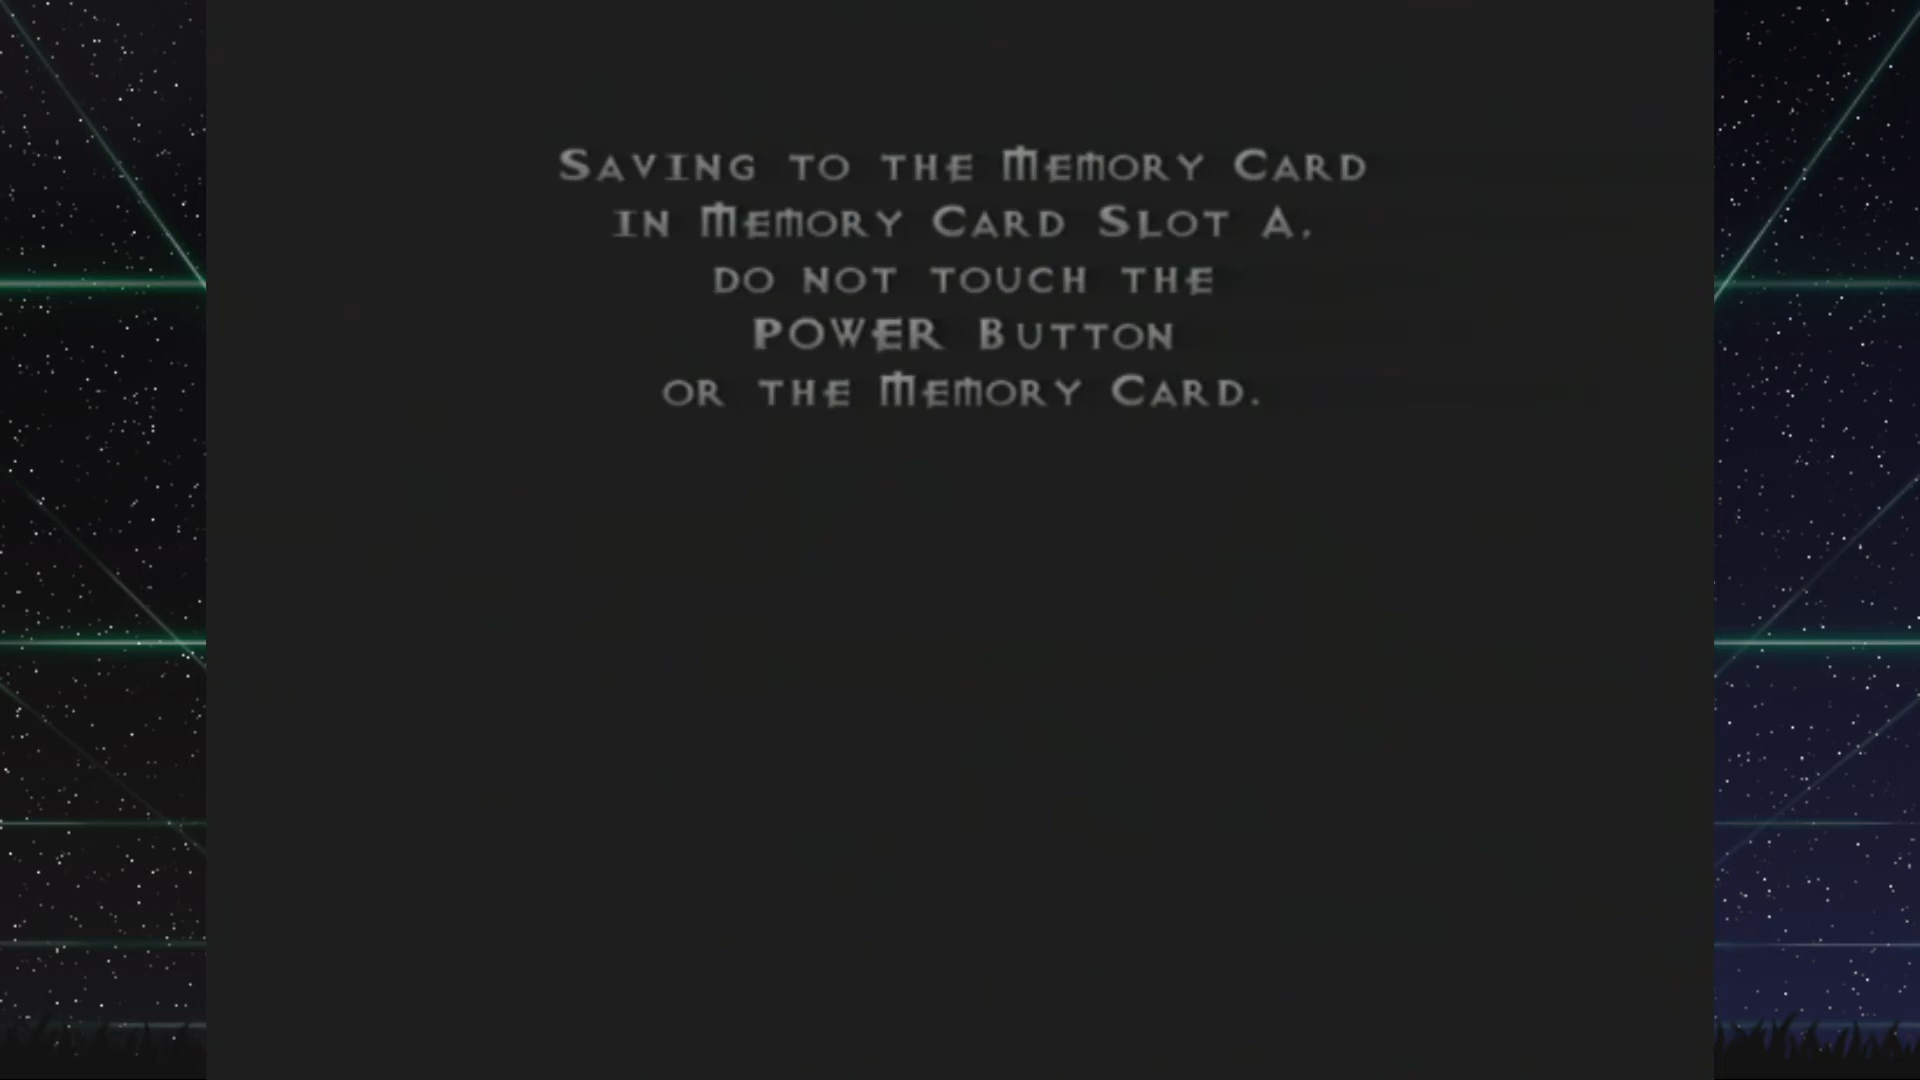 Saving to the Memory Card
in Memory Card Slot A.
do not touch the
POWER Button
or the Memory Card.